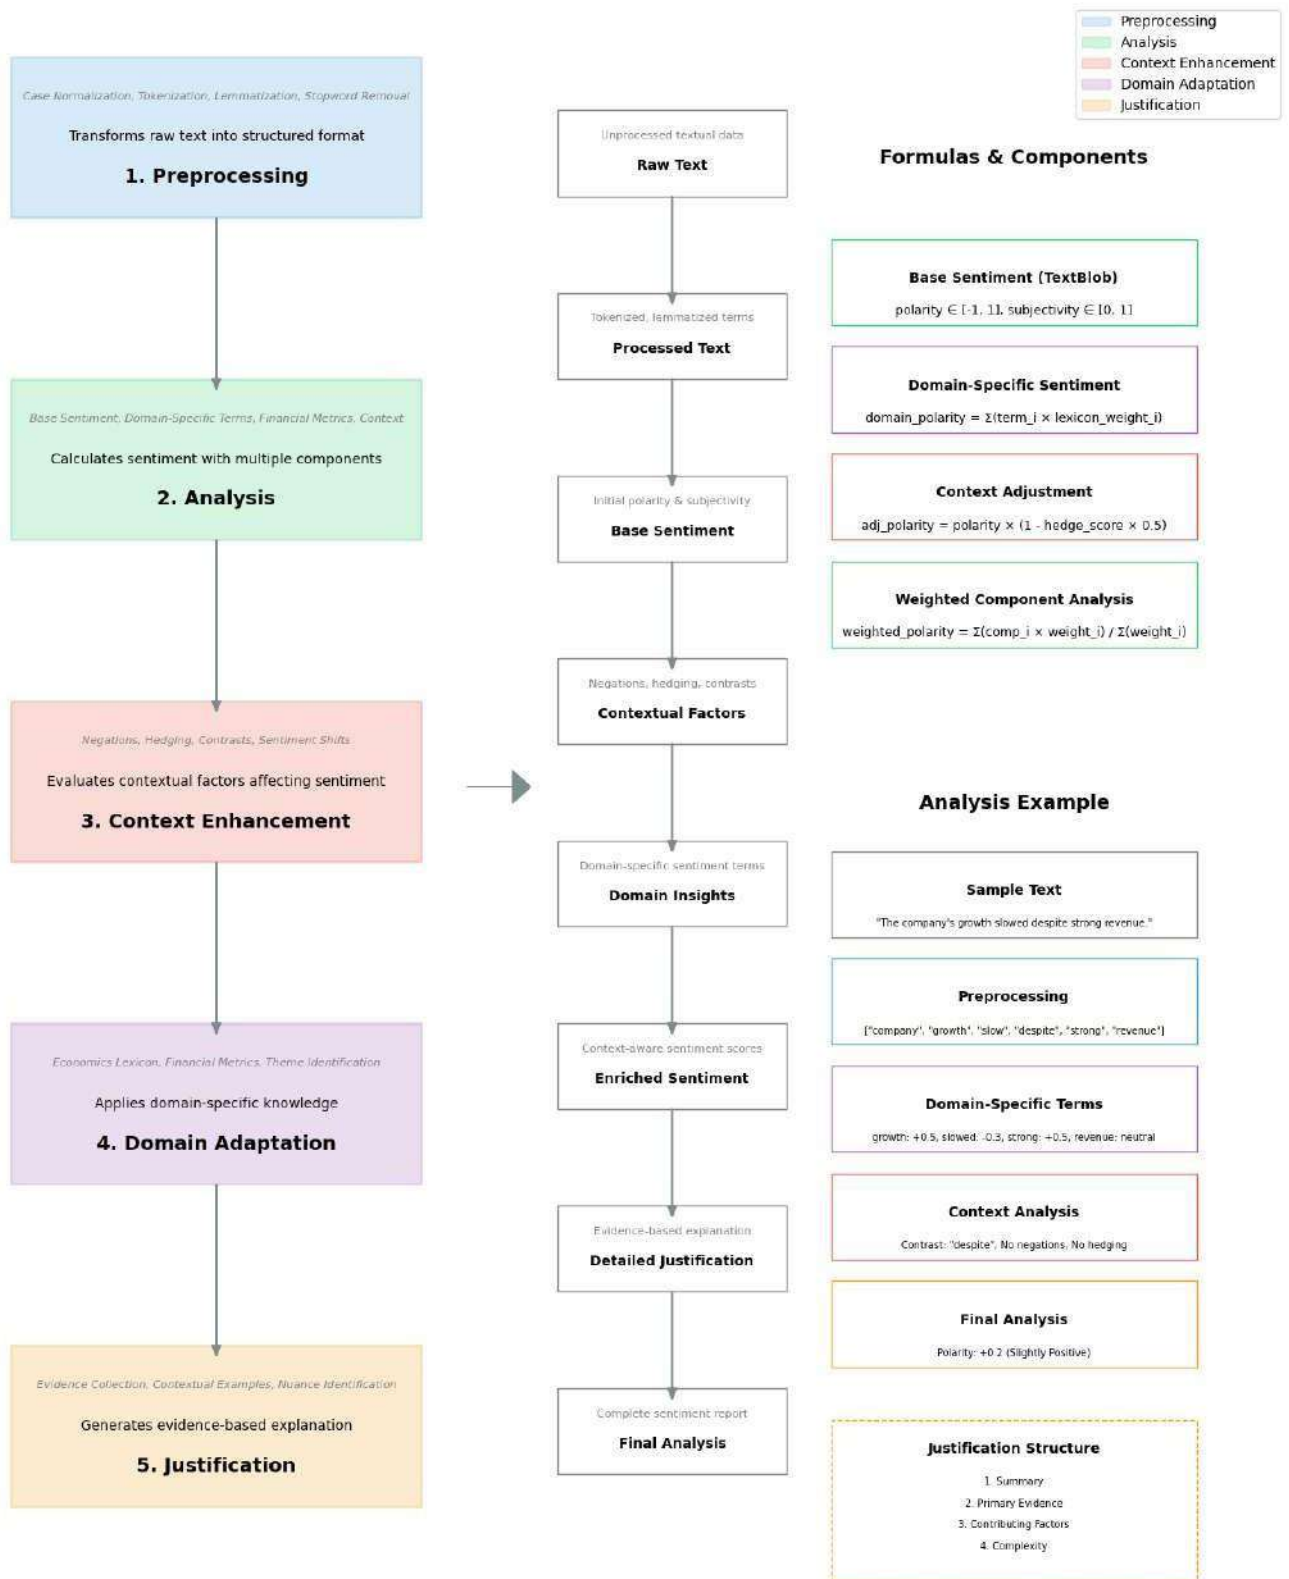 Preprocessing
Analysis
Context Enhancement
Domain Adaptation
Justification
Case Normalization, Tokenization, Lemmatization, Stopword Removal
Transforms raw text into structured format
1. Preprocessing
Base Sentiment, Domain-Specific Terms, Financial Metrics, Context
Calculates sentiment with multiple components
2. Analysis
Negations, Hedging, Contrasts, Sentiment Shifts
Evaluates contextual factors affecting sentiment
3. Context Enhancement
Economics Lexicon, Financial Metrics, Theme Identification
Applies domain-specific knowledge
4. Domain Adaptation
Evidence Collection, Contextual Examples, Nuance Identification
Generates evidence-based explanation
5. Justification
Unprocessed textual data
Raw Text
Tokenized, lemmatized terms
Processed Text
Initial polarity & subjectivity
Base Sentiment
Negations, hedging, contrasts
Contextual Factors
Domain-specific sentiment terms
Domain Insights
Context-aware sentiment scores
Enriched Sentiment
Evidence-based explanation
Detailed Justification
Complete sentiment report
Final Analysis
Formulas & Components
Base Sentiment (TextBlob)
polarity ∈ [-1, 1], subjectivity ∈ [0, 1]
Domain-Specific Sentiment
domain_polarity = Σ(term_i × lexicon_weight_i)
Context Adjustment
adj_polarity = polarity × (1 - hedge_score × 0.5)
Weighted Component Analysis
weighted_polarity = Σ(comp_i × weight_i) / Σ(weight_i)
Analysis Example
Sample Text
"The company's growth slowed despite strong revenue."
Preprocessing
["company", "growth", "slow", "despite", "strong", "revenue"]
Domain-Specific Terms
growth: +0.5, slowed: -0.3, strong: +0.5, revenue: neutral
Context Analysis
Contrast: "despite", No negations, No hedging
Final Analysis
Polarity: +0.2 (Slightly Positive)
Justification Structure
1. Summary
2. Primary Evidence
3. Contributing Factors
4. Complexity